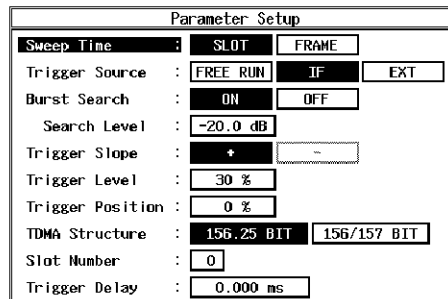 Parameter Setup
Sweep Time : SLOT FRAME
Trigger Source : FREE RUN IF EXT
Burst Search : ON OFF
Search Level : -20.0 dB
Trigger Slope : + -
Trigger Level : 30 %
Trigger Position : 0 %
TDMA Structure : 156.25 BIT 156/157 BIT
Slot Number : 0
Trigger Delay : 0.000 ms